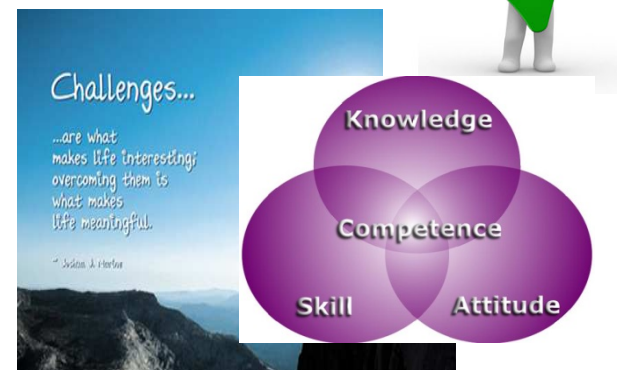 Challenges...
...are what
makes life interesting;
overcoming them is
what makes
life meaningful.
Knowledge
Competence
Skill
Attitude